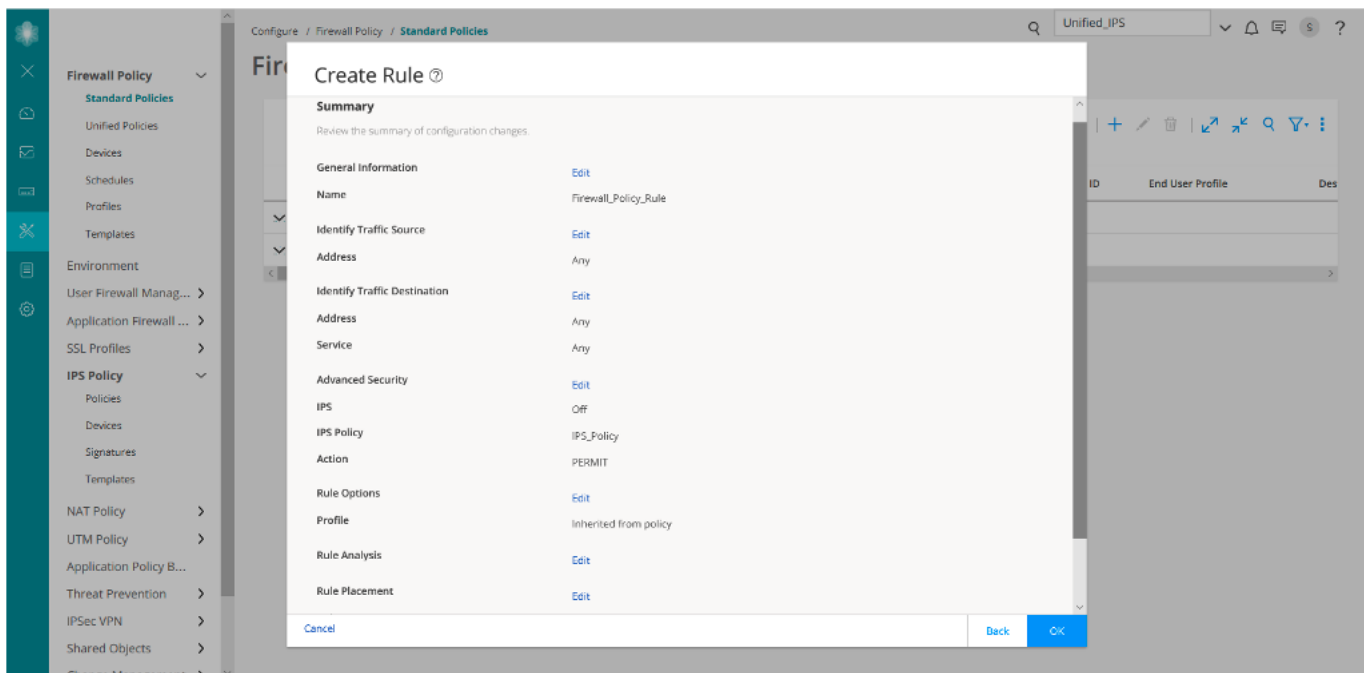 Configure / Firewall Policy / Standard Policies
Unified_IPS
S
?
Fire
Firewall Policy
Standard Policies
Unified Policies
Devices
Schedules
Profiles
Templates
Environment
User Firewall Manag...
Application Firewall ...
SSL Profiles
IPS Policy
Policies
Devices
Signatures
Templates
NAT Policy
UTM Policy
Application Policy B...
Threat Prevention
IPSec VPN
Shared Objects
ID End User Profile Des
Create Rule ?
Summary
Review the summary of configuration changes.
General Information Edit
Name Firewall_Policy_Rule
Identify Traffic Source Edit
Address Any
Identify Traffic Destination Edit
Address Any
Service Any
Advanced Security Edit
IPS Off
IPS Policy IPS_Policy
Action PERMIT
Rule Options Edit
Profile Inherited from policy
Rule Analysis Edit
Rule Placement Edit
Cancel Back OK